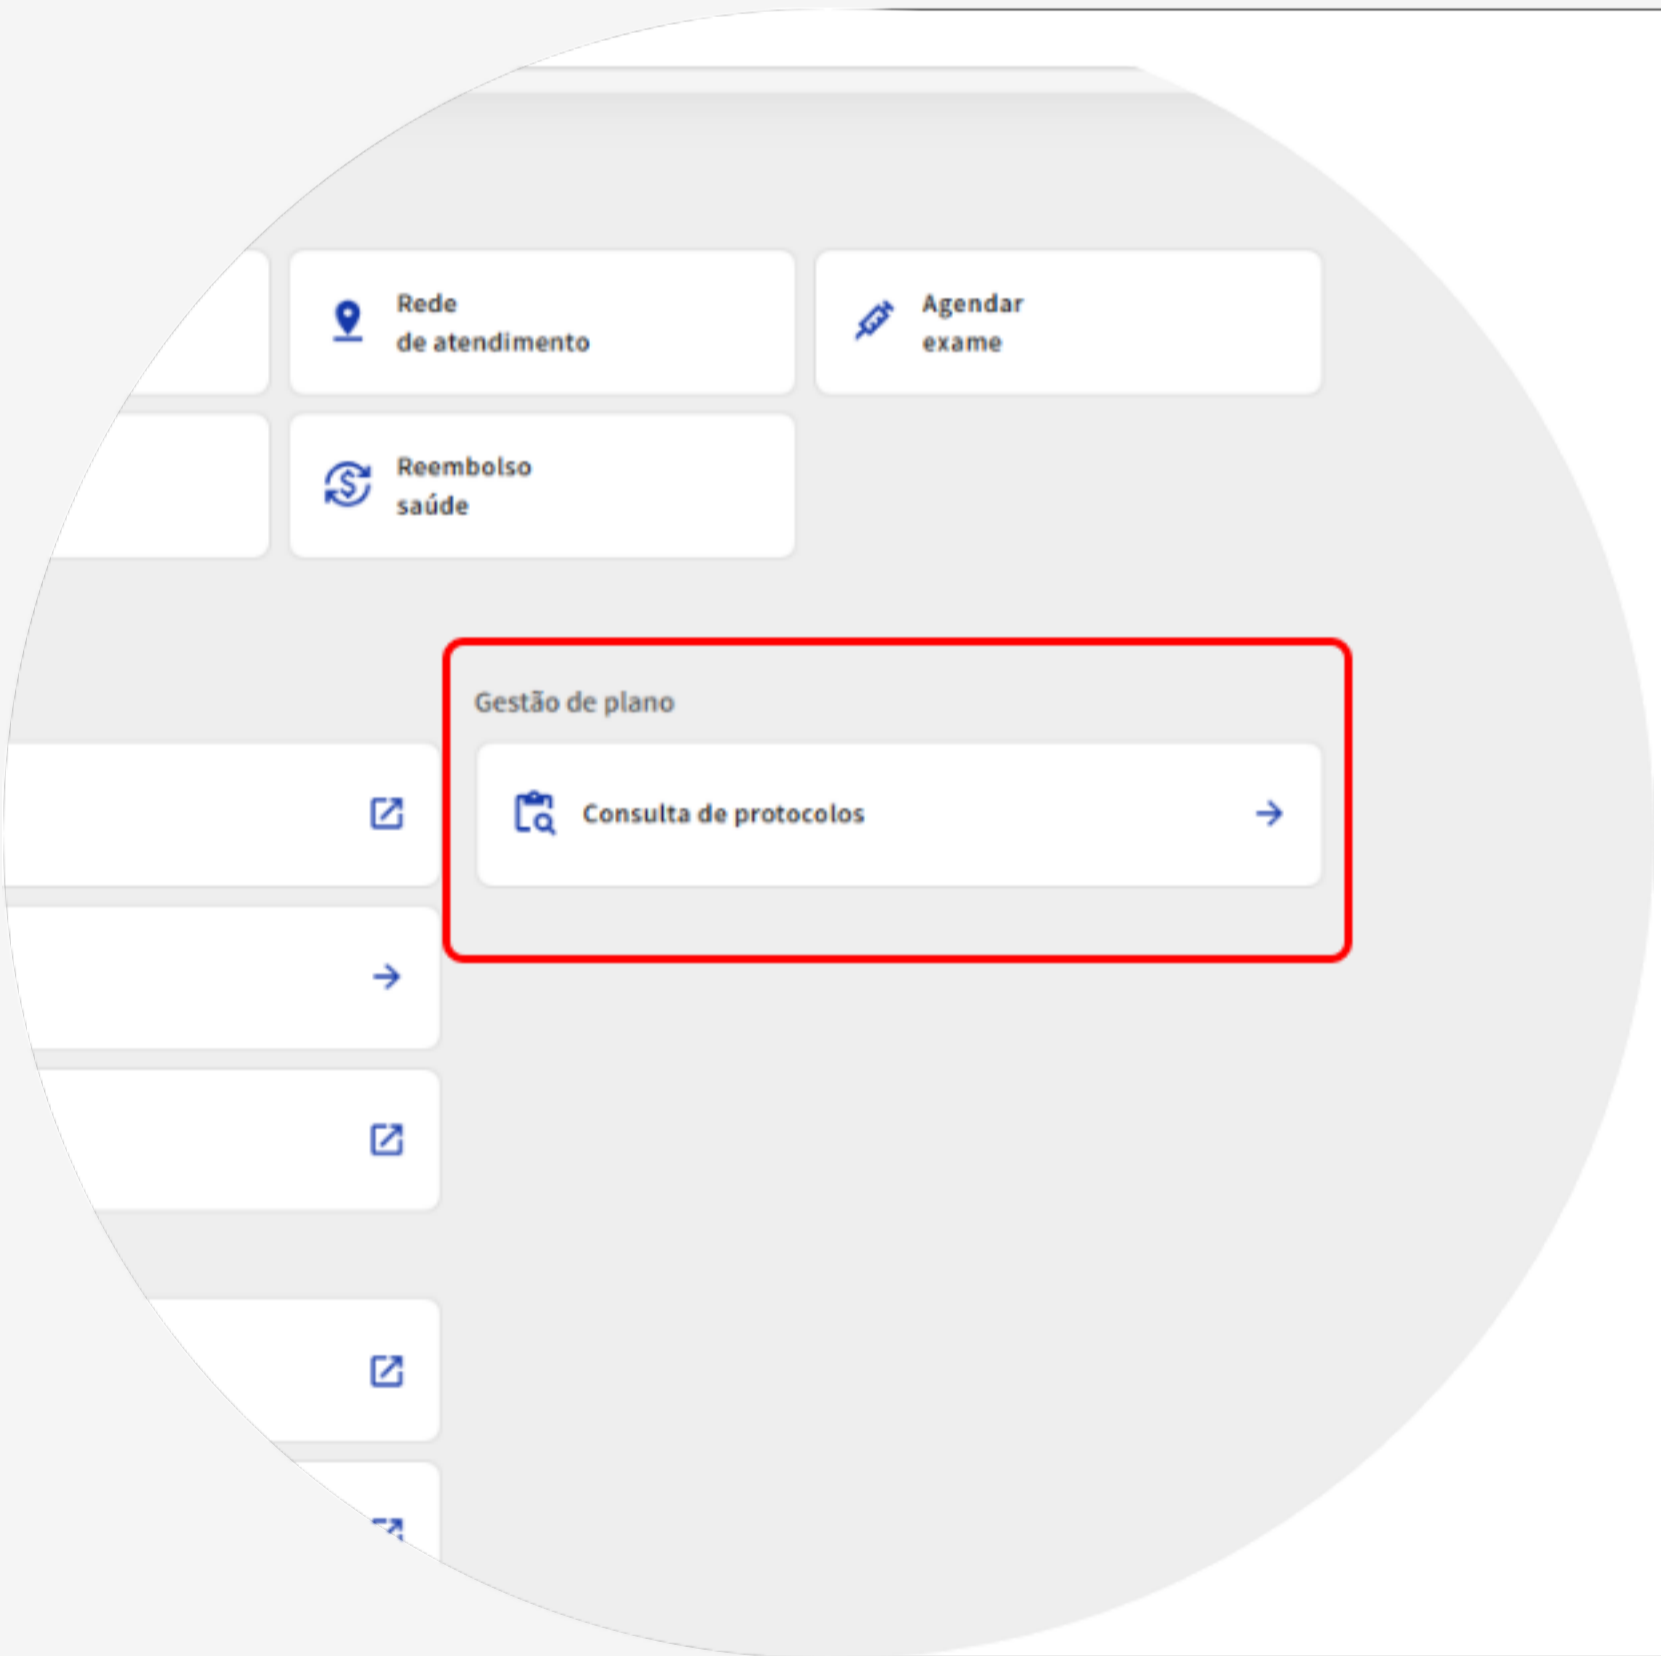 Rede
de atendimento
Agendar
exame
Reembolso
saúde
Gestão de plano
Consulta de protocolos